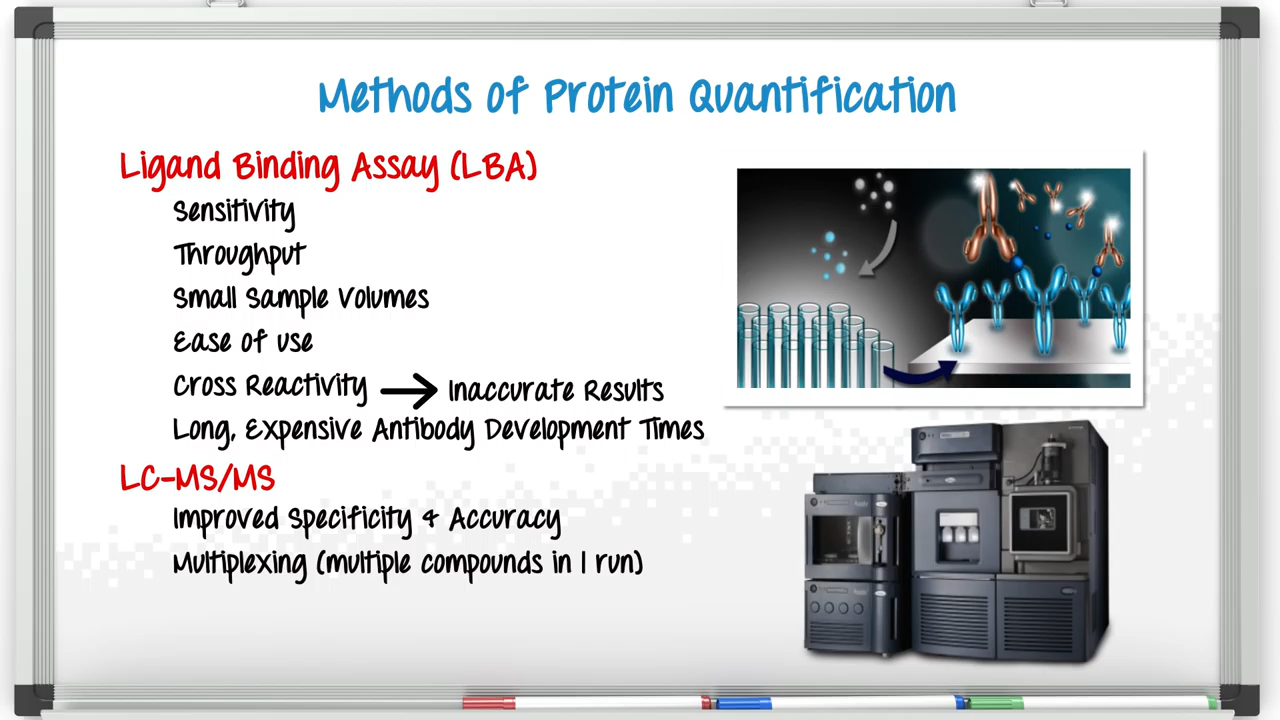 Methods of Protein Quantification
Ligand Binding Assay (LBA)
Sensitivity
Throughput
Small Sample Volumes
Ease of use
Cross Reactivity → Inaccurate Results
Long, Expensive Antibody Development Times
LC-MS/MS
Improved Specificity & Accuracy
Multiplexing (multiple compounds in 1 run)